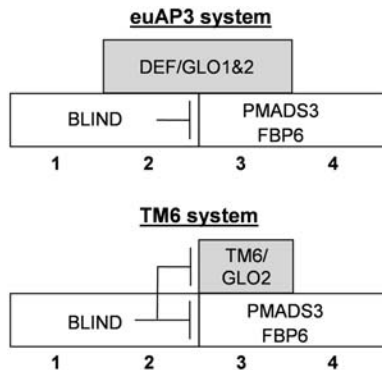 euAP3 system
DEF/GLO1&2
BLIND
PMADS3
FBP6
1 2 3 4
TM6 system
TM6/
GLO2
BLIND
PMADS3
FBP6
1 2 3 4